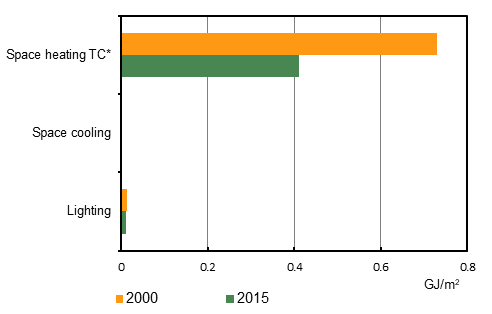 Space heating TC*
Space cooling
Lighting
0 0.2 0.4 0.6 0.8
GJ/m²
2000 2015